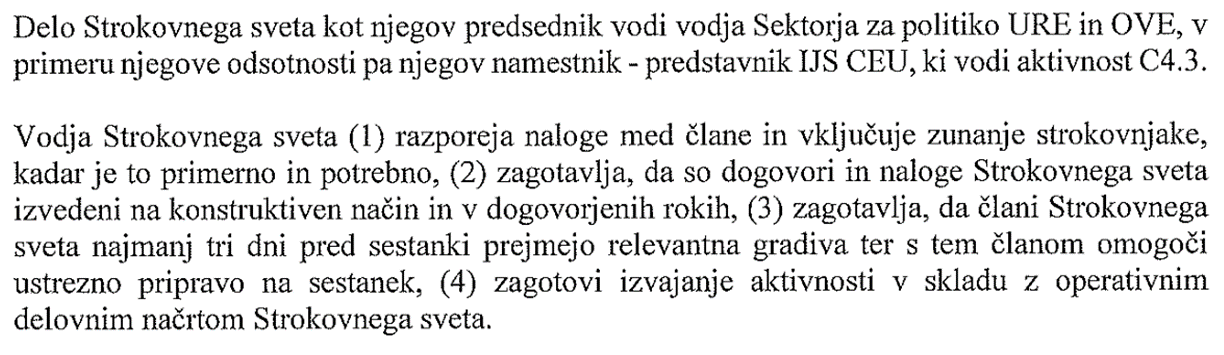 Delo Strokovnega sveta kot njegov predsednik vodi vodja Sektorja za politiko URE in OVE, v
primeru njegove odsotnosti pa njegov namestnik - predstavnik IJS CEU, ki vodi aktivnost C4.3.
Vodja Strokovnega sveta (1) razporeja naloge med člane in vključuje zunanje strokovnjake,
kadar je to primerno in potrebno, (2) zagotavlja, da so dogovori in naloge Strokovnega sveta
izvedeni na konstruktiven način in v dogovorjenih rokih, (3) zagotavlja, da člani Strokovnega
sveta najmanj tri dni pred sestanki prejmejo relevantna gradiva ter s tem članom omogoči
ustrezno pripravo na sestanek, (4) zagotovi izvajanje aktivnosti v skladu z operativnim
delovnim načrtom Strokovnega sveta.